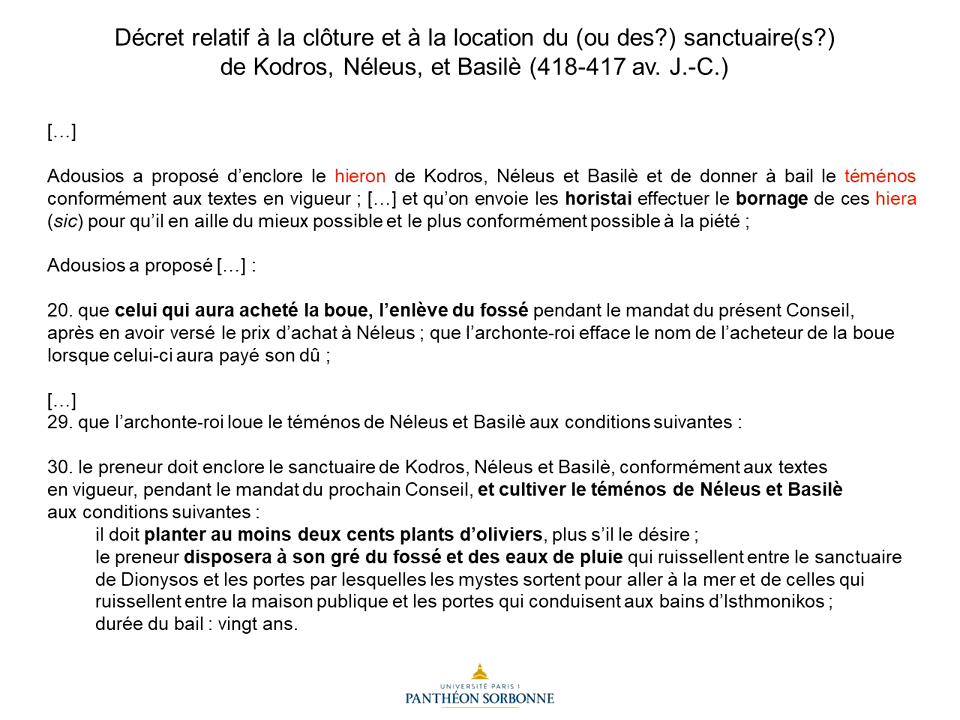 Décret relatif à la clôture et à la location du (ou des?) sanctuaire(s?)
de Kodros, Néleus, et Basilè (418-417 av. J.-C.)
[…]
Adousios a proposé d’enclore le hieron de Kodros, Néleus et Basilè et de donner à bail le téménos
conformément aux textes en vigueur ; […] et qu’on envoie les horistai effectuer le bornage de ces hiera
(sic) pour qu’il en aille du mieux possible et le plus conformément possible à la piété ;
Adousios a proposé […] :
20. que celui qui aura acheté la boue, l’enlève du fossé pendant le mandat du présent Conseil,
après en avoir versé le prix d’achat à Néleus ; que l’archonte-roi efface le nom de l’acheteur de la boue
lorsque celui-ci aura payé son dû ;
[…]
29. que l’archonte-roi loue le téménos de Néleus et Basilè aux conditions suivantes :
30. le preneur doit enclore le sanctuaire de Kodros, Néleus et Basilè, conformément aux textes
en vigueur, pendant le mandat du prochain Conseil, et cultiver le téménos de Néleus et Basilè
aux conditions suivantes :
il doit planter au moins deux cents plants d’oliviers, plus s’il le désire ;
le preneur disposera à son gré du fossé et des eaux de pluie qui ruissellent entre le sanctuaire
de Dionysos et les portes par lesquelles les mystes sortent pour aller à la mer et de celles qui
ruissellent entre la maison publique et les portes qui conduisent aux bains d’Isthmonikos ;
durée du bail : vingt ans.
UNIVERSITÉ PARIS 1
PANTHÉON SORBONNE